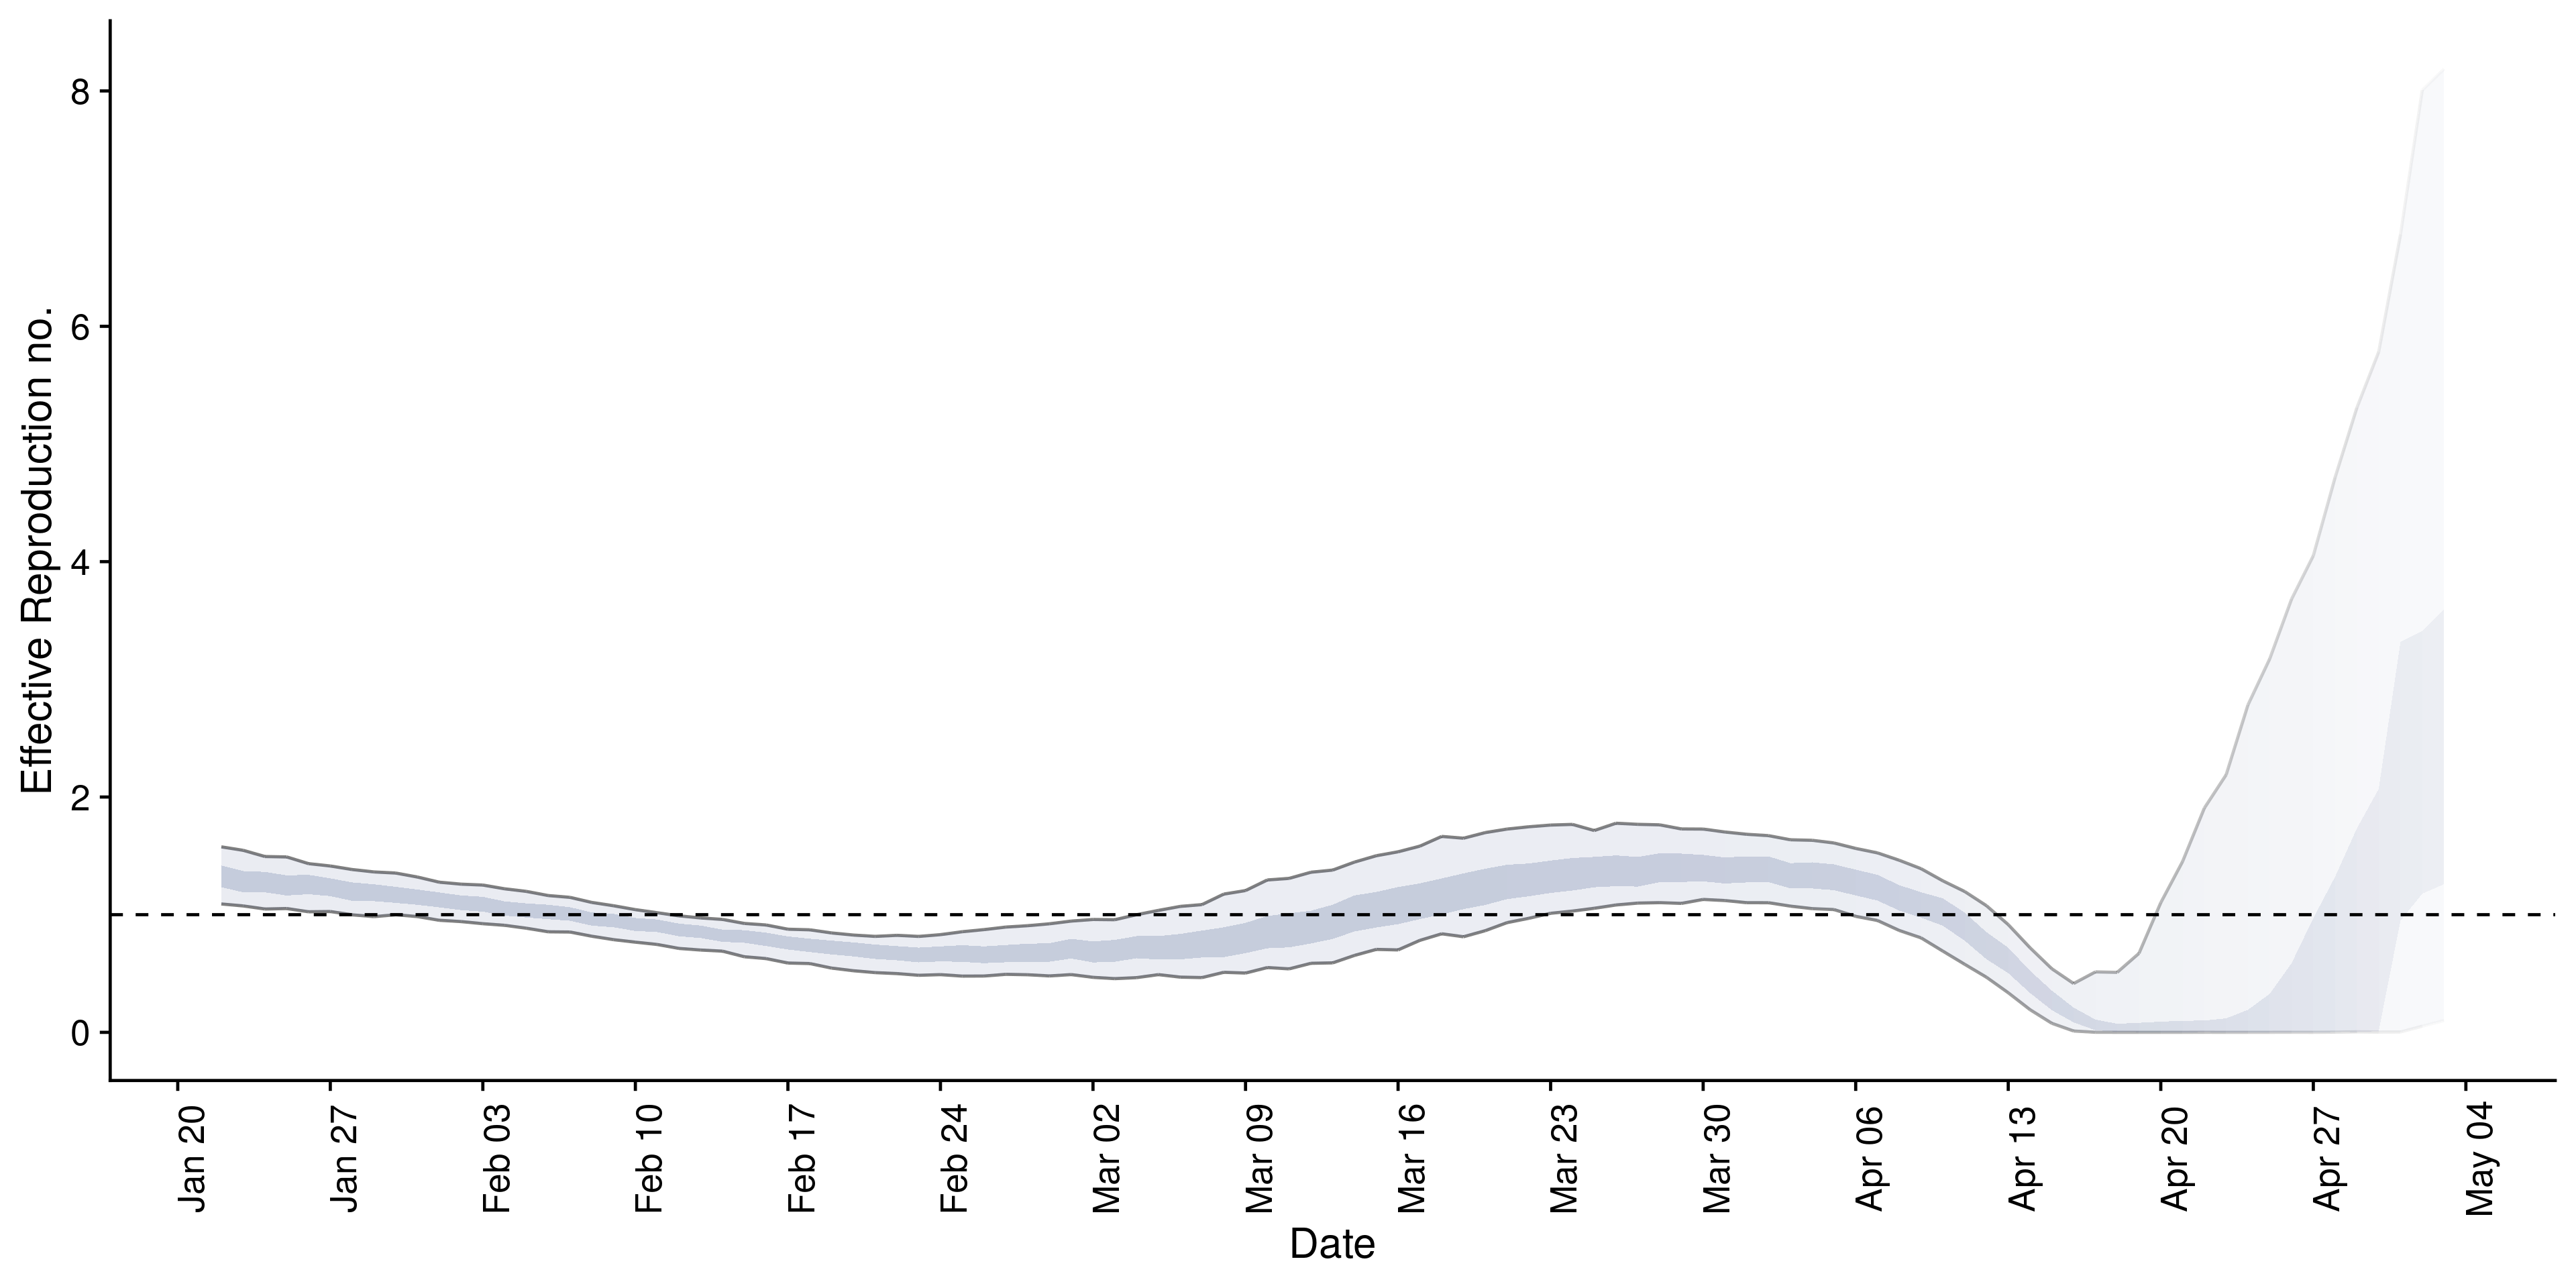 Effective Reproduction no.
8
6
4
2
0
Jan 20
Jan 27
Feb 03
Feb 10
Feb 17
Feb 24
Mar 02
Mar 09
Mar 16
Mar 23
Mar 30
Apr 06
Apr 13
Apr 20
Apr 27
May 04
Date